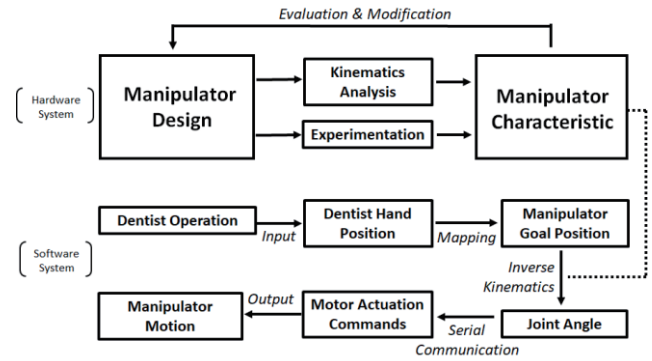 Evaluation & Modification
Hardware
System
Manipulator
Design
Kinematics
Analysis
Experimentation
Manipulator
Characteristic
Software
System
Dentist Operation
Input
Dentist Hand
Position
Mapping
Manipulator
Goal Position
Inverse
Kinematics
Joint Angle
Serial
Communication
Motor Actuation
Commands
Output
Manipulator
Motion